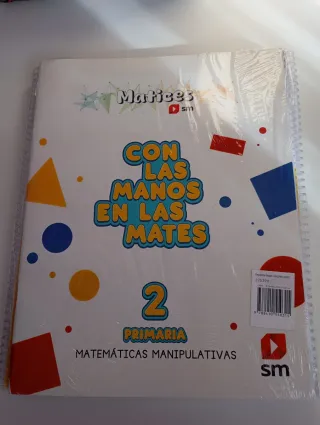 Matices
sm
CON
LAS
MANOS
EN LAS
MATES
2
PRIMARIA
MATEMÁTICAS MANIPULATIVAS
sm